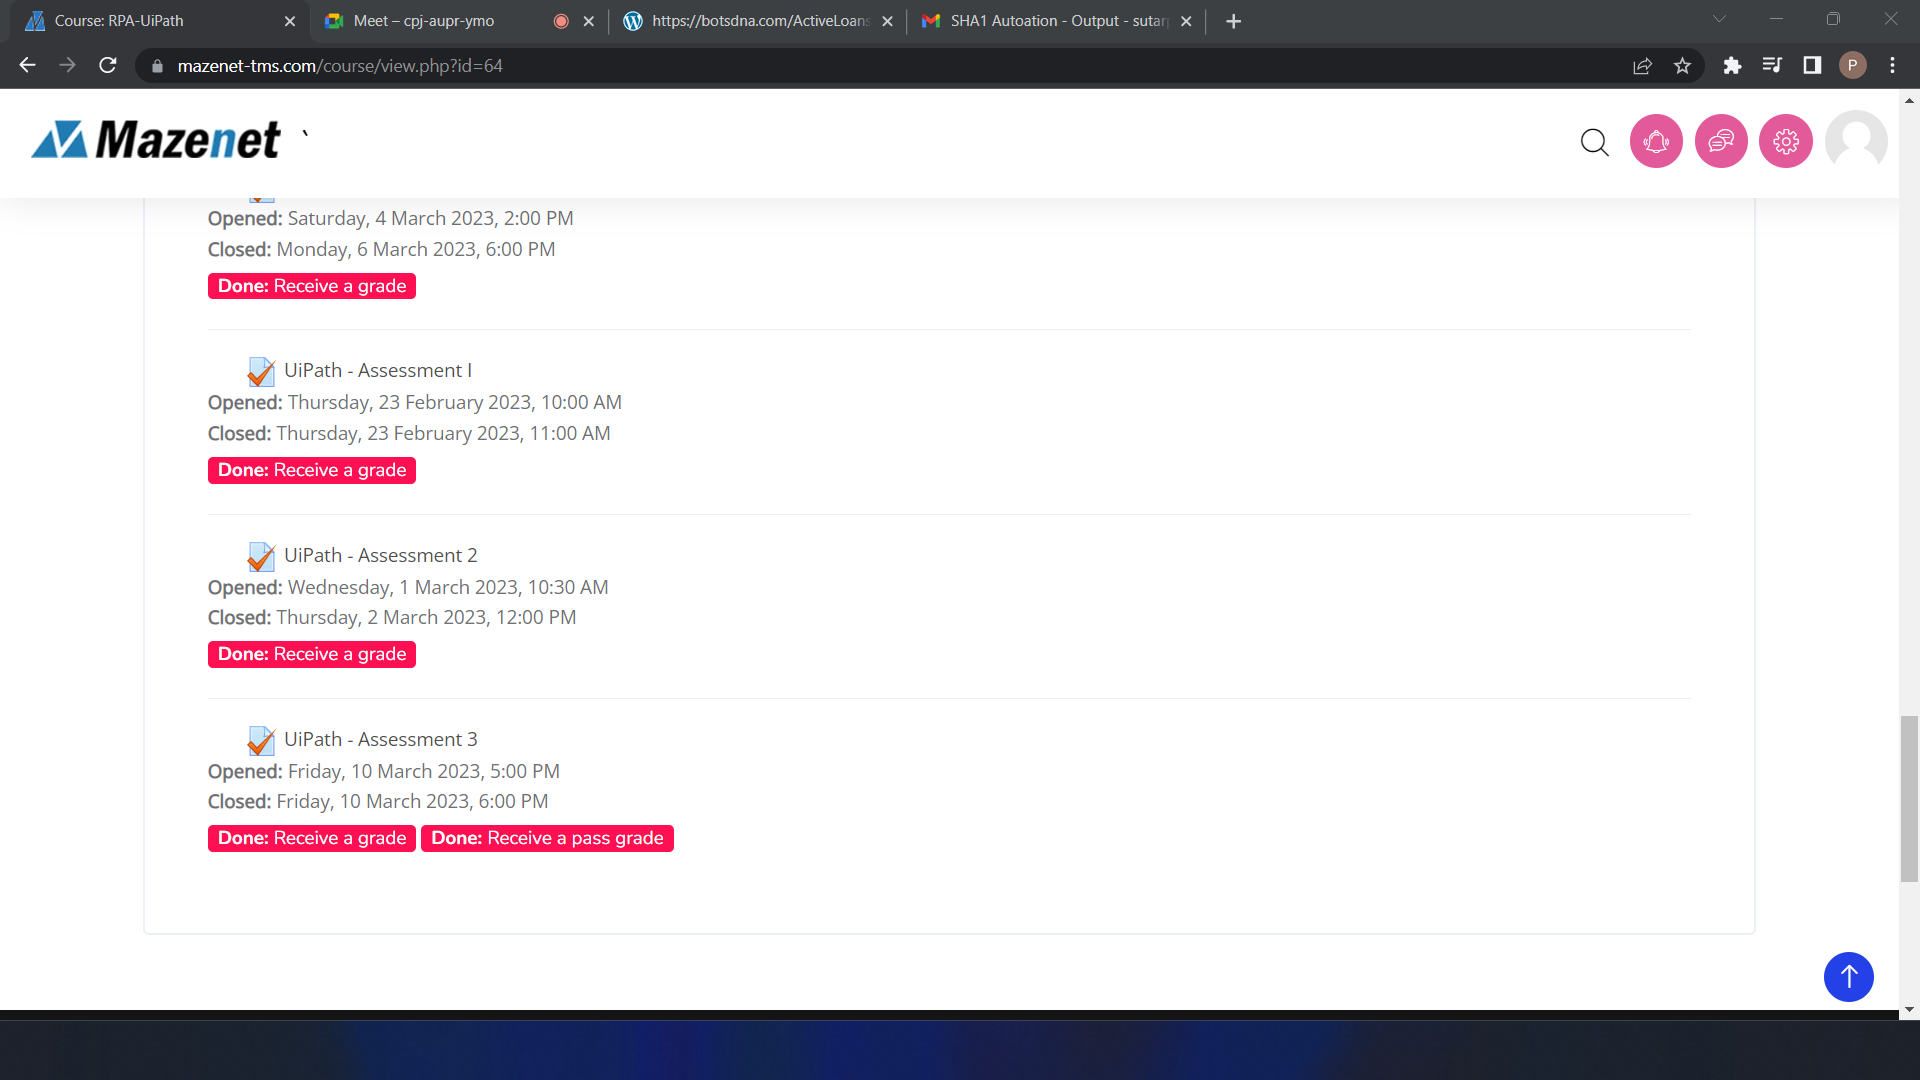 Course: RPA-UiPath
Meet – cpj-aupr-ymo
https://botsdna.com/ActiveLoans
SHA1 Autoation - Output - sutar
mazenet-tms.com/course/view.php?id=64
P
Mazenet `
Opened: Saturday, 4 March 2023, 2:00 PM
Closed: Monday, 6 March 2023, 6:00 PM
Done: Receive a grade
UiPath - Assessment I
Opened: Thursday, 23 February 2023, 10:00 AM
Closed: Thursday, 23 February 2023, 11:00 AM
Done: Receive a grade
UiPath - Assessment 2
Opened: Wednesday, 1 March 2023, 10:30 AM
Closed: Thursday, 2 March 2023, 12:00 PM
Done: Receive a grade
UiPath - Assessment 3
Opened: Friday, 10 March 2023, 5:00 PM
Closed: Friday, 10 March 2023, 6:00 PM
Done: Receive a grade Done: Receive a pass grade